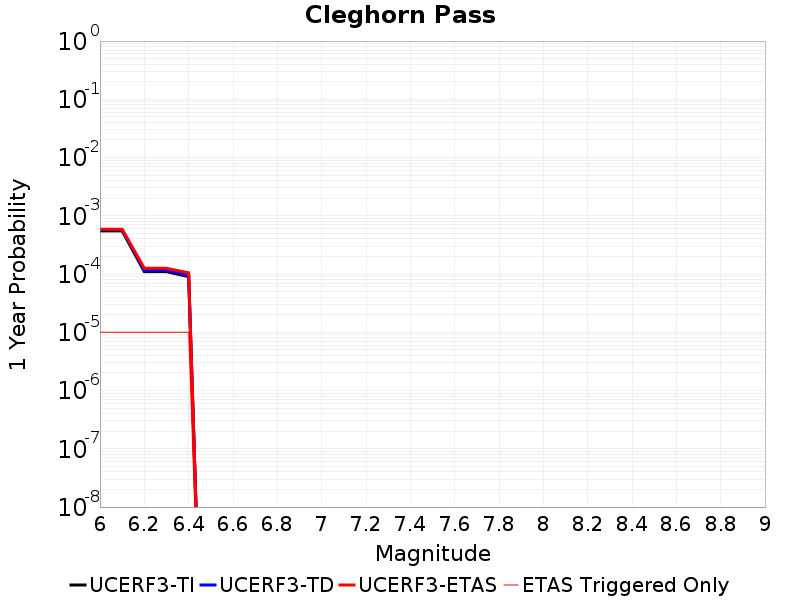 Cleghorn Pass
1 Year Probability
10^0
10^-1
10^-2
10^-3
10^-4
10^-5
10^-6
10^-7
10^-8
6 6.2 6.4 6.6 6.8 7 7.2 7.4 7.6 7.8 8 8.2 8.4 8.6 8.8 9
Magnitude
UCERF3-TI UCERF3-TD UCERF3-ETAS ETAS Triggered Only